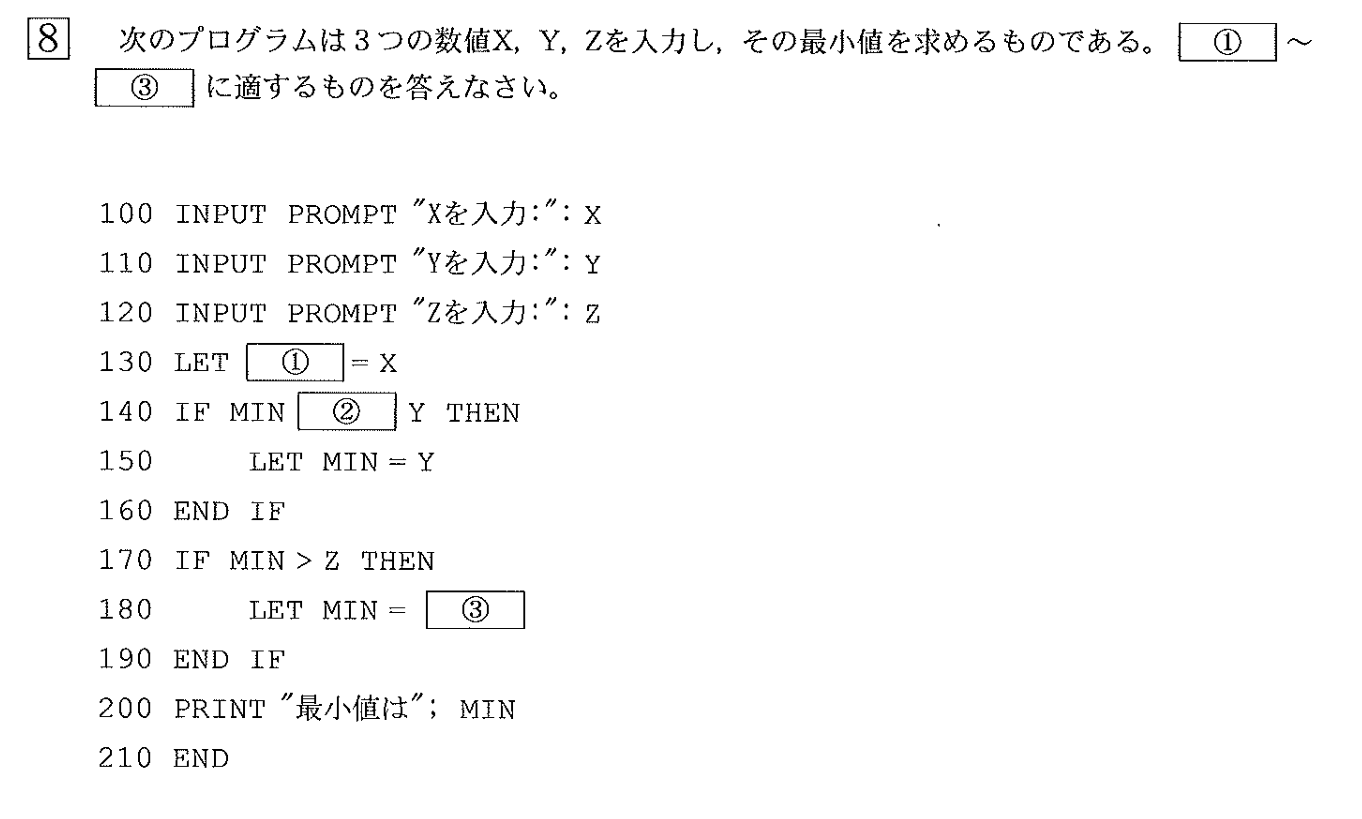 8 次のプログラムは3つの数値X, Y, Zを入力し, その最小値を求めるものである。 ① ～
③ に適するものを答えなさい。
100 INPUT PROMPT ″Xを入力:″: X
110 INPUT PROMPT ″Yを入力:″: Y
120 INPUT PROMPT ″Zを入力:″: Z
130 LET ① = X
140 IF MIN ② Y THEN
150 LET MIN = Y
160 END IF
170 IF MIN > Z THEN
180 LET MIN = ③
190 END IF
200 PRINT ″最小値は″; MIN
210 END